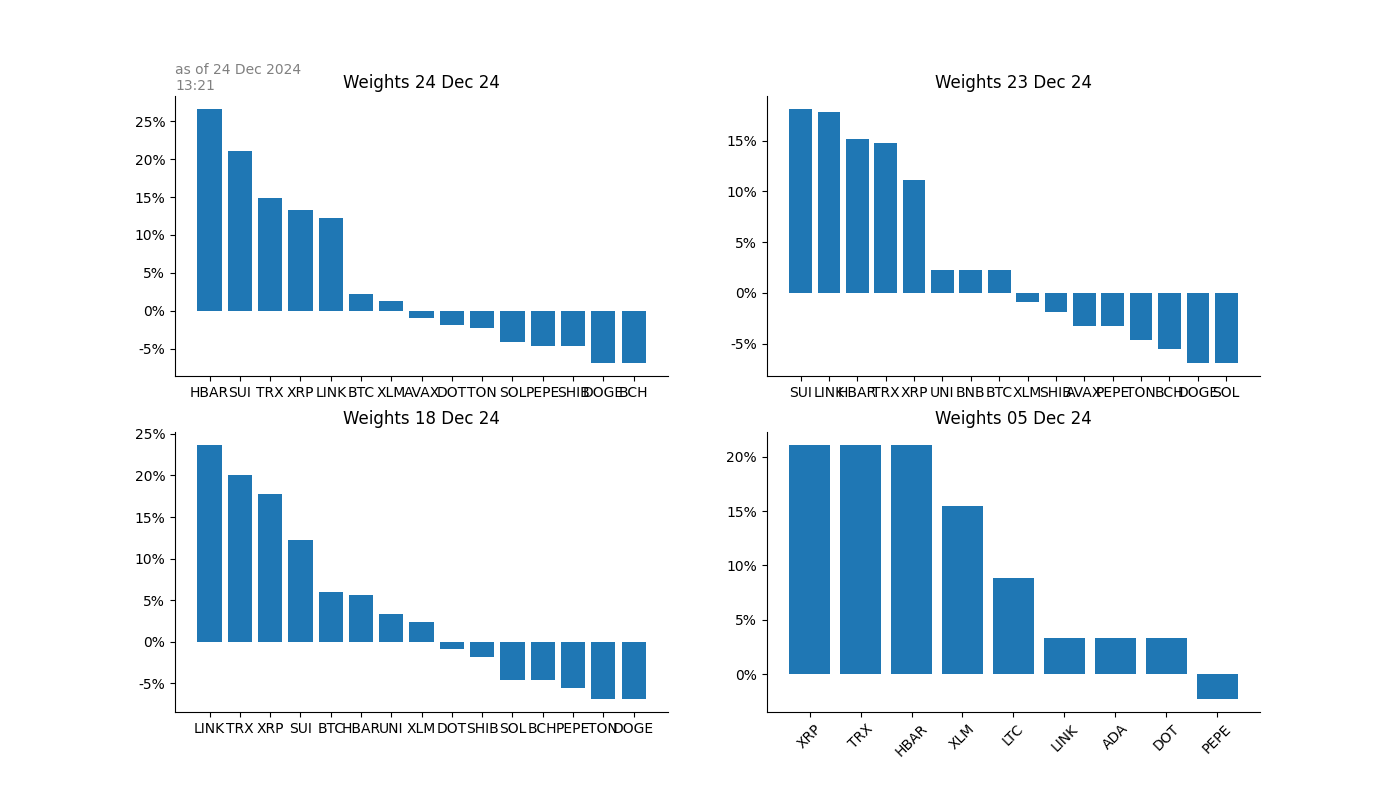 as of 24 Dec 2024
13:21
Weights 24 Dec 24
25%
20%
15%
10%
5%
0%
-5%
HBAR SUI TRX XRP LINK BTC XLM AVAX DOT TON SOL PEPE SHIB DOGE BCH
Weights 23 Dec 24
15%
10%
5%
0%
-5%
SUI LINK HBAR TRX XRP UNI BNB BTC XLM SHIB AVAX PEPE TON BCH DOGE SOL
Weights 18 Dec 24
25%
20%
15%
10%
5%
0%
-5%
LINK TRX XRP SUI BTC HBAR UNI XLM DOT SHIB SOL BCH PEPE TON DOGE
Weights 05 Dec 24
20%
15%
10%
5%
0%
XRP TRX HBAR XLM LTC LINK ADA DOT PEPE